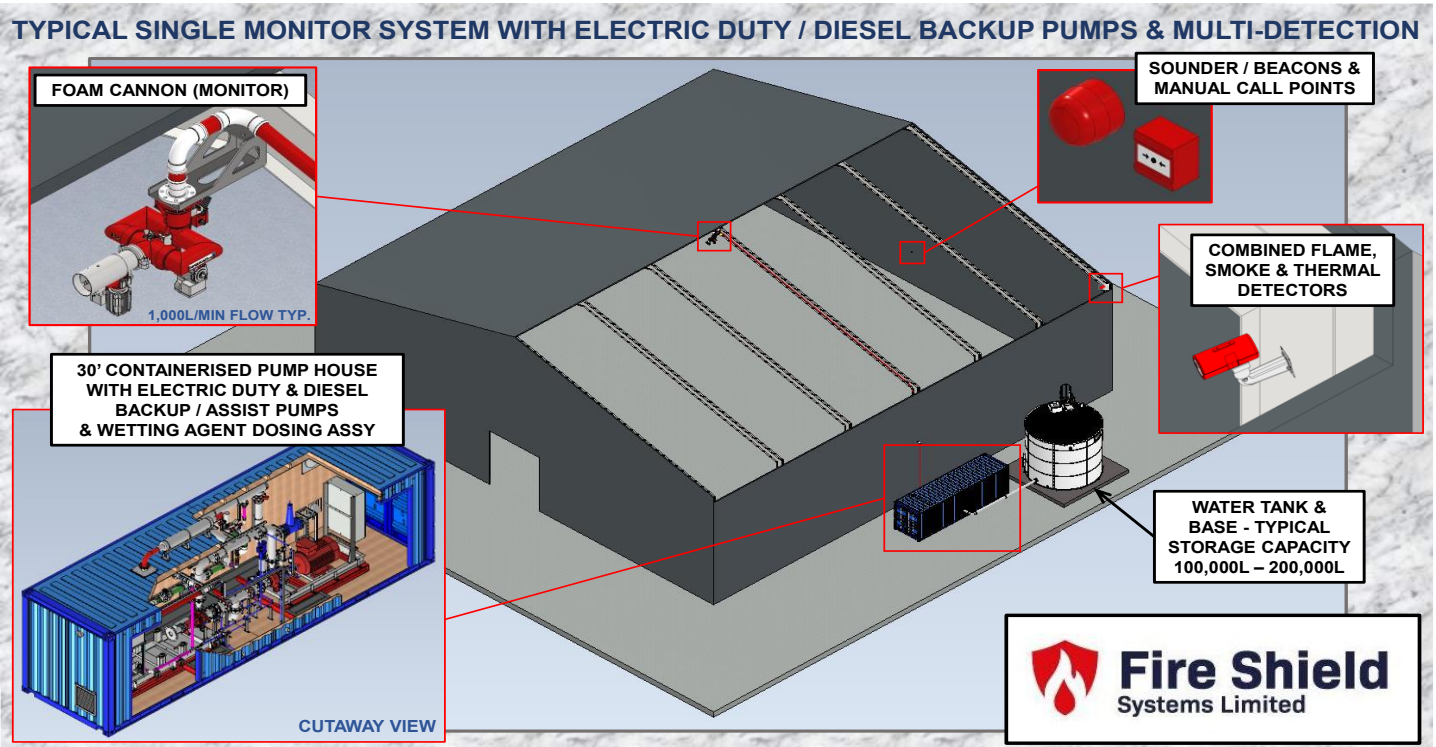 TYPICAL SINGLE MONITOR SYSTEM WITH ELECTRIC DUTY / DIESEL BACKUP PUMPS & MULTI-DETECTION
FOAM CANNON (MONITOR)
1,000L/MIN FLOW TYP.
SOUNDER / BEACONS &
MANUAL CALL POINTS
COMBINED FLAME,
SMOKE & THERMAL
DETECTORS
30’ CONTAINERISED PUMP HOUSE
WITH ELECTRIC DUTY & DIESEL
BACKUP / ASSIST PUMPS
& WETTING AGENT DOSING ASSY
CUTAWAY VIEW
WATER TANK &
BASE - TYPICAL
STORAGE CAPACITY
100,000L – 200,000L
Fire Shield
Systems Limited